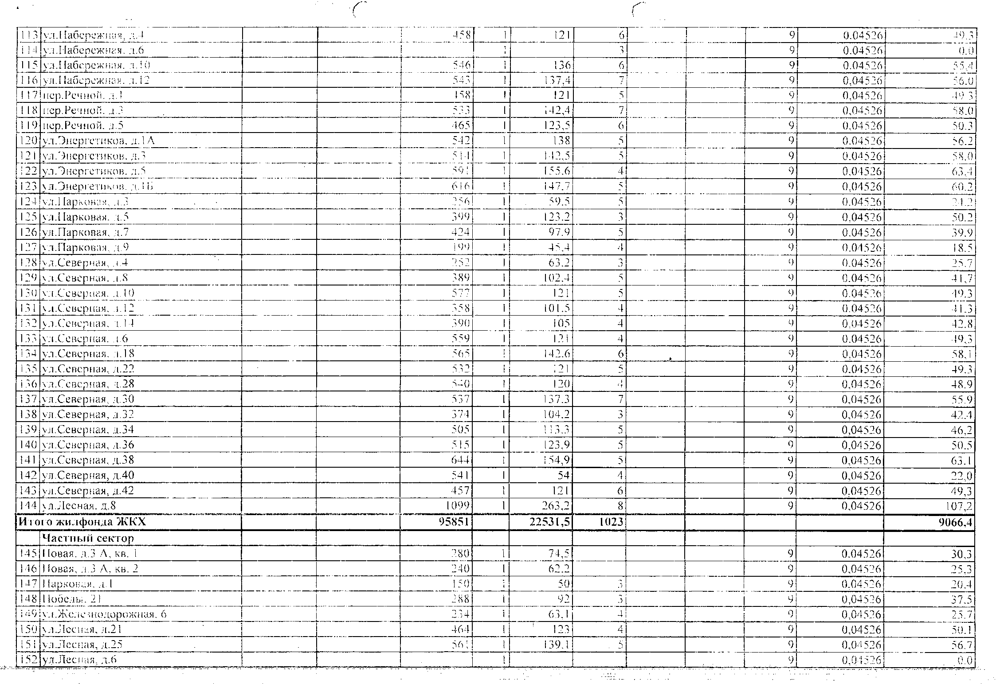 113 ул.Набережная, д.4 458 1 121 6 9 0.04526 49.3
114 ул.Набережная. д.6 1 3 9 0.04526 0.0
115 ул.Набережная. д.10 546 1 136 6 9 0.04526 55.4
116 ул.Набережная. д.12 543 1 137,4 7 9 0,04526 56.0
117 пер.Речной. д.1 458 1 121 5 9 0,04526 49.3
118 пер.Речной. д.3 533 1 142,4 7 9 0,04526 58.0
119 пер.Речной. д.5 465 1 123,5 6 9 0.04526 50.3
120 ул.Энергетиков. д.1А 542 1 138 5 9 0.04526 56.2
121 ул.Энергетиков. д.3 514 1 142.5 5 9 0.04526 58,0
122 ул.Энергетиков. д.5 591 1 155.6 4 9 0.04526 63,4
123 ул.Энергетиков. д.1Б 616 1 147.7 5 9 0,04526 60.2
124 ул.Парковая, д.3 256 1 59.5 5 9 0.04526 24.2
125 ул.Парковая. д.5 399 1 123.2 3 9 0,04526 50.2
126 ул.Парковая, д.7 424 1 97.9 5 9 0.04526 39,9
127 ул.Парковая, д.9 199 1 45,4 4 9 0.04526 18.5
128 ул.Северная, д.4 252 1 63.2 3 9 0.04526 25.7
129 ул.Северная. д.8 389 1 102.4 5 9 0.04526 41,7
130 ул.Северная. д.10 577 1 121 5 9 0.04526 49.3
131 ул.Северная, д.12 358 1 101.5 4 9 0.04526 41.3
132 ул.Северная. д.14 390 1 105 4 9 0,04526 42.8
133 ул.Северная. д.6 559 1 121 4 9 0.04526 49,3
134 ул.Северная. д.18 565 1 142.6 6 9 0,04526 58,1
135 ул.Северная, д.22 532 1 121 5 9 0.04526 49.3
136 ул.Северная, д.28 540 1 120 4 9 0,04526 48.9
137 ул.Северная, д.30 537 1 137.3 7 9 0,04526 55.9
138 ул.Северная, д.32 374 1 104.2 3 9 0,04526 42.4
139 ул.Северная, д.34 505 1 113.3 5 9 0,04526 46,2
140 ул.Северная, д.36 515 1 123.9 5 9 0,04526 50,5
141 ул.Северная, д.38 644 1 154,9 5 9 0,04526 63.1
142 ул.Северная, д.40 541 1 54 4 9 0,04526 22,0
143 ул.Северная, д.42 457 1 121 6 9 0,04526 49,3
144 ул.Лесная. д.8 1099 1 263,2 8 9 0,04526 107,2
Итого жилфонда ЖКХ 95851 22531,5 1023 9066,4
Частный сектор
145 Новая. д.3 А, кв. 1 280 1 74,5 9 0.04526 30,3
146 Новая, д.3 А, кв. 2 240 1 62.2 9 0,04526 25,3
147 Парковая. д.1 150 1 50 3 9 0.04526 20,4
148 Победы. 21 288 1 92 3 9 0,04526 37.5
149 ул.Железнодорожная. 6 234 1 63,1 4 9 0,04526 25.7
150 ул.Лесная, д.21 464 1 123 4 9 0,04526 50.1
151 ул.Лесная, д.25 561 1 139.1 5 9 0,04526 56.7
152 ул.Лесная, д.6 1 9 0,04526 0.0